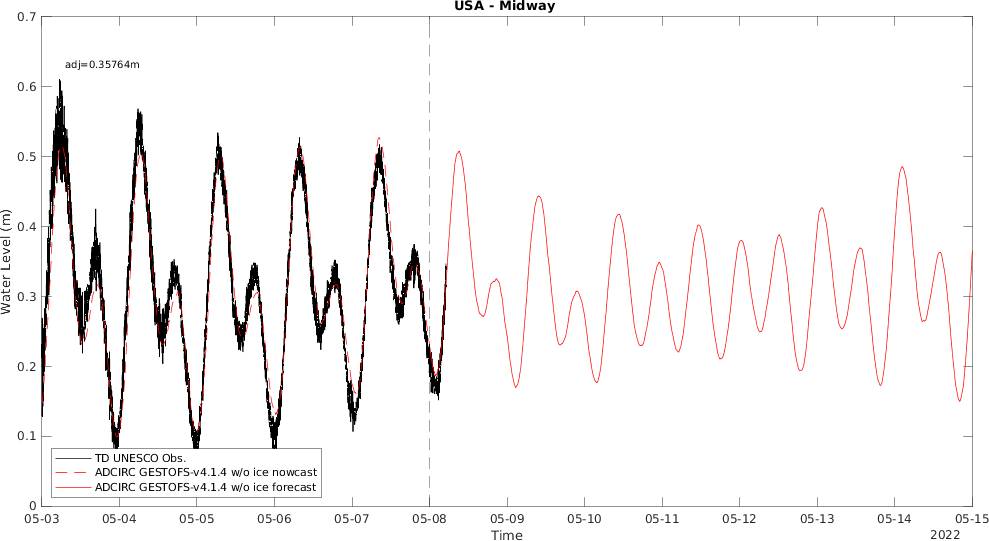 USA - Midway
0.7
adj=0.35764m
0.6
0.5
0.4
0.3
0.2
0.1
0
Water Level (m)
TD UNESCO Obs.
ADCIRC GESTOFS-v4.1.4 w/o ice nowcast
ADCIRC GESTOFS-v4.1.4 w/o ice forecast
05-03 05-04 05-05 05-06 05-07 05-08 05-09 05-10 05-11 05-12 05-13 05-14 05-15
Time
2022